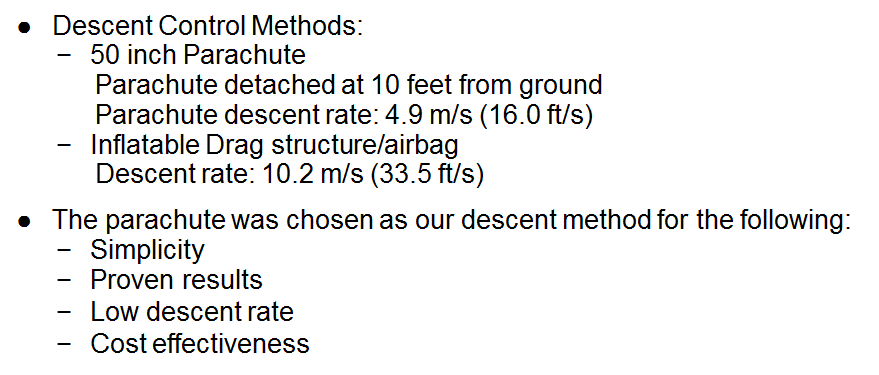 ● Descent Control Methods:
− 50 inch Parachute
Parachute detached at 10 feet from ground
Parachute descent rate: 4.9 m/s (16.0 ft/s)
− Inflatable Drag structure/airbag
Descent rate: 10.2 m/s (33.5 ft/s)
● The parachute was chosen as our descent method for the following:
− Simplicity
− Proven results
− Low descent rate
− Cost effectiveness